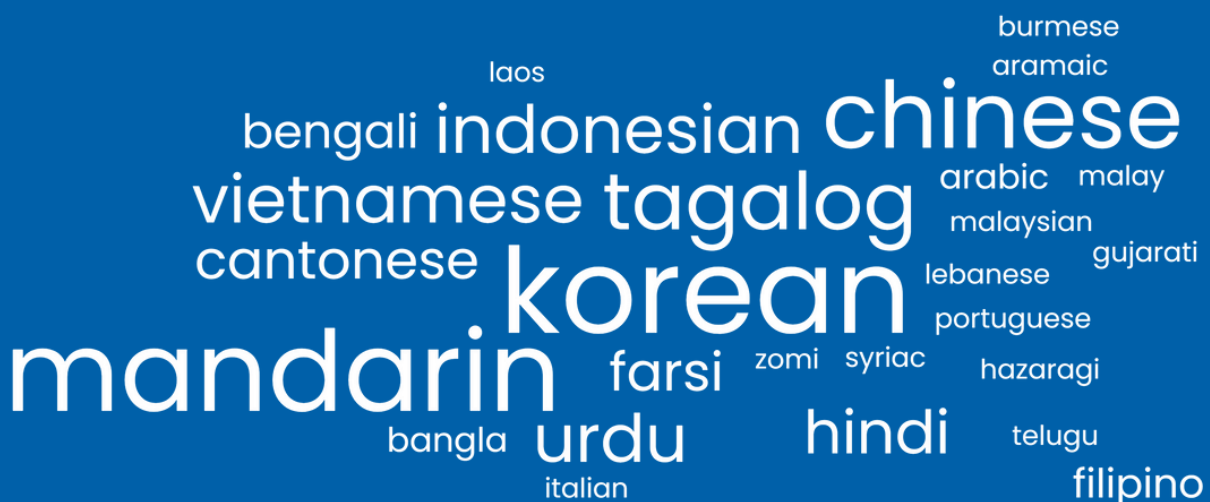 burmese
laos
aramaic
bengali indonesian chinese
vietnamese tagalog arabic malay
malaysian
cantonese korean lebanese gujarati
portuguese
mandarin farsi zomi syriac hazaragi
bangla urdu hindi telugu
italian filipino